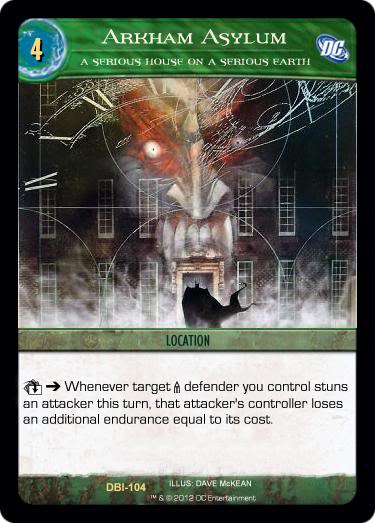 4
ARKHAM ASYLUM
A SERIOUS HOUSE ON A SERIOUS EARTH
DC
LOCATION
➔ Whenever target defender you control stuns
an attacker this turn, that attacker's controller loses
an additional endurance equal to its cost.
DBI-104
ILLUS: DAVE McKEAN
™ & © 2012 DC Entertainment